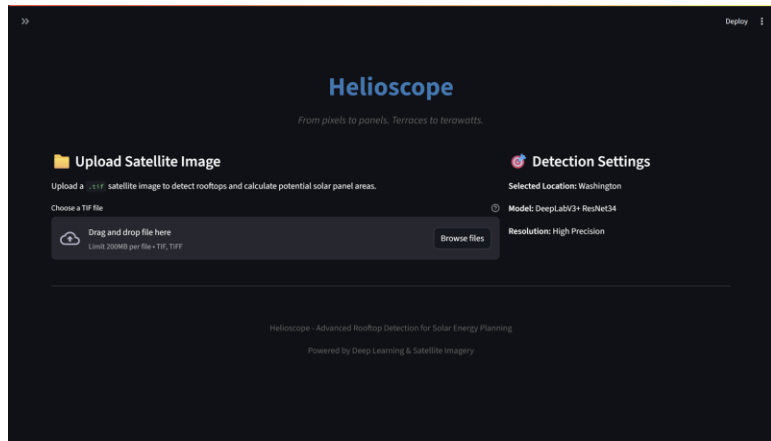 Deploy
Helioscope
From pixels to panels. Terraces to terawatts.
Upload Satellite Image
Upload a .tif satellite image to detect rooftops and calculate potential solar panel areas.
Choose a TIF file
Drag and drop file here
Limit 200MB per file • TIF, TIFF
Browse files
Detection Settings
Selected Location: Washington
Model: DeepLabV3+ ResNet34
Resolution: High Precision
Helioscope - Advanced Rooftop Detection for Solar Energy Planning
Powered by Deep Learning & Satellite Imagery